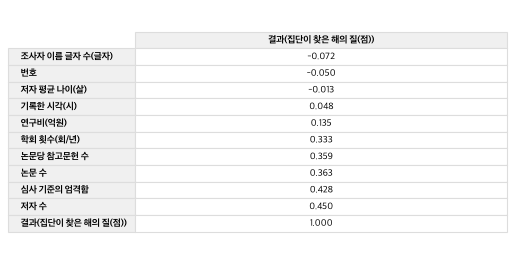 결과(집단이 찾은 해의 질(점))
조사자 이름 글자 수(글자) -0.072
번호 -0.050
저자 평균 나이(살) -0.013
기록한 시각(시) 0.048
연구비(억원) 0.135
학회 횟수(회/년) 0.333
논문당 참고문헌 수 0.359
논문 수 0.363
심사 기준의 엄격함 0.428
저자 수 0.450
결과(집단이 찾은 해의 질(점)) 1.000